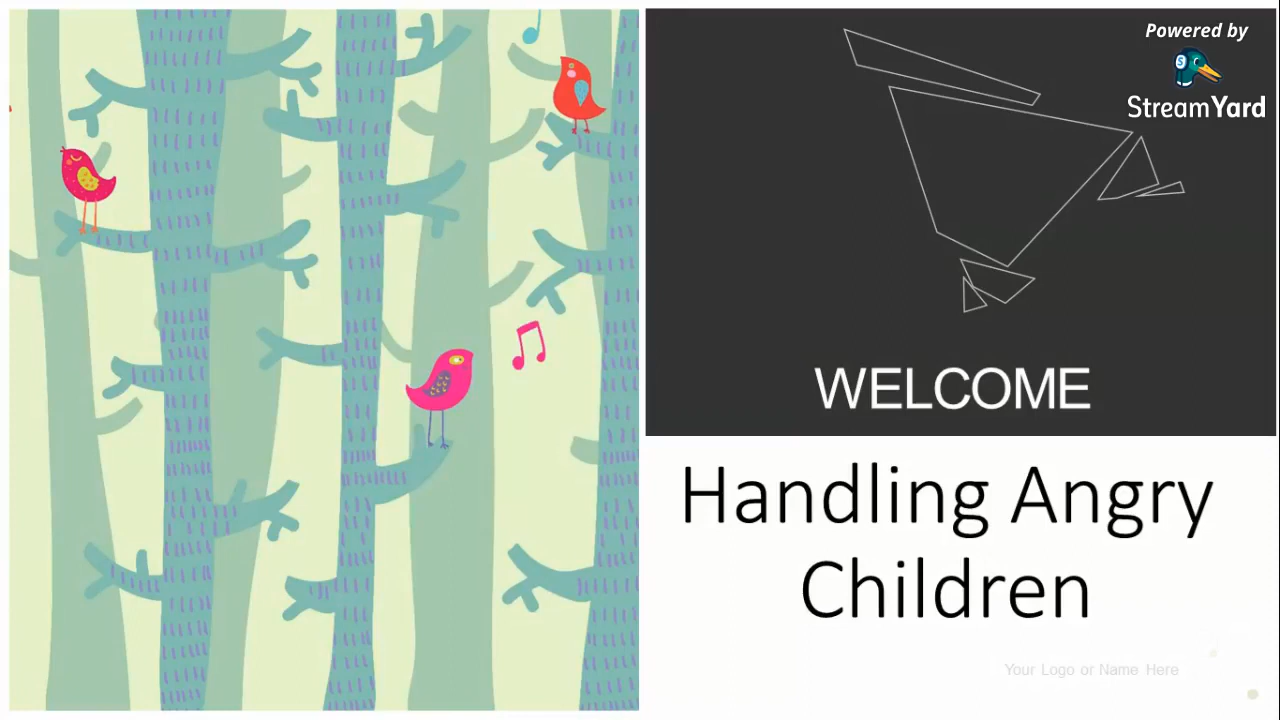 Powered by
StreamYard
WELCOME
Handling Angry
Children
Your Logo or Name Here